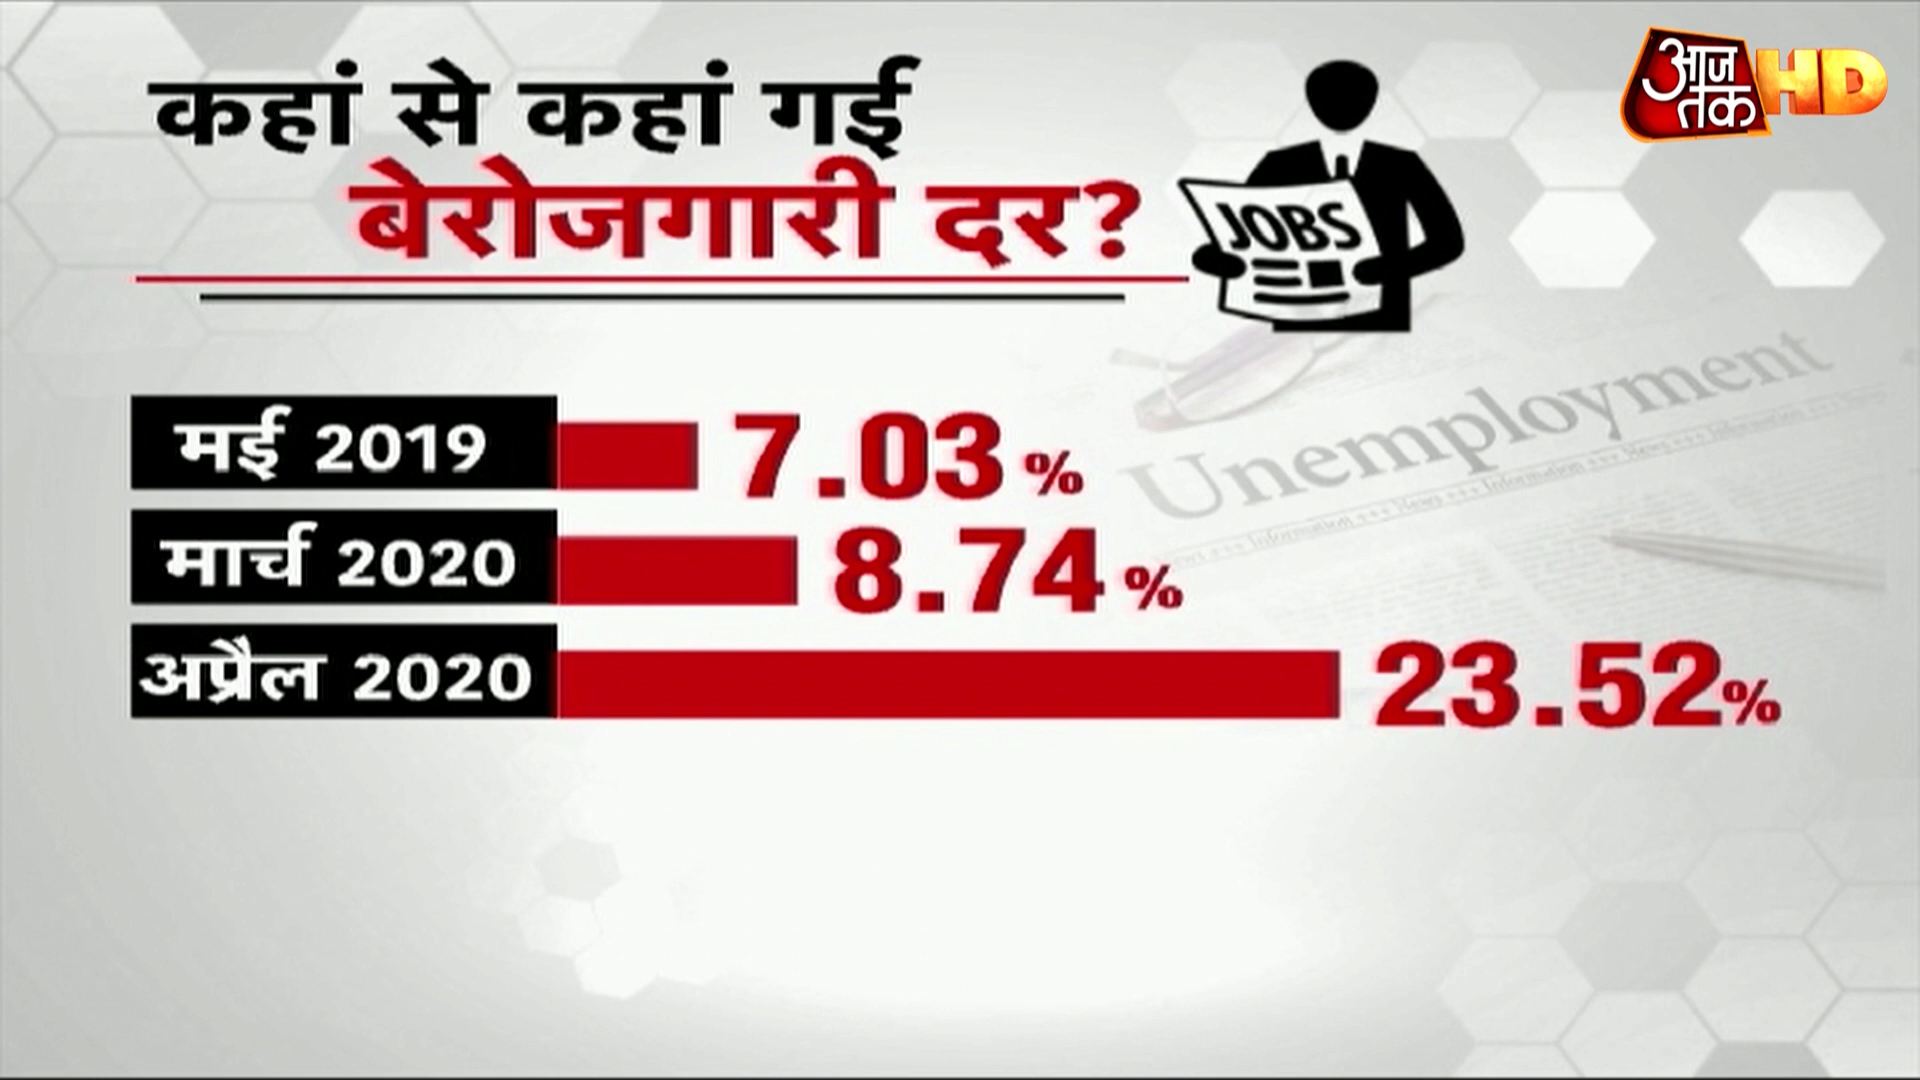 कहां से कहां गई
बेरोजगारी दर?
आज तक HD
JOBS
Unemployment
मई 2019 7.03%
मार्च 2020 8.74%
अप्रैल 2020 23.52%